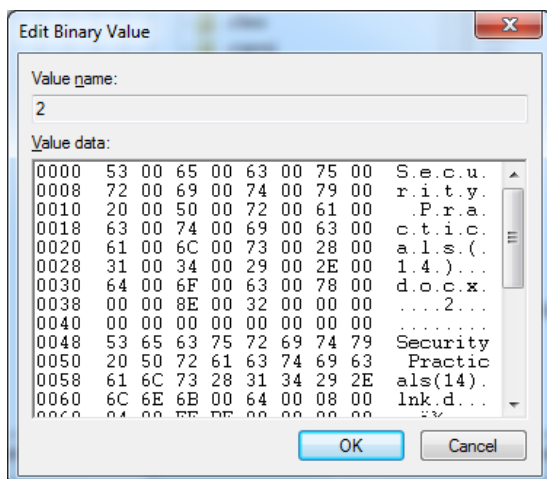 Edit Binary Value
Value name:
2
Value data:
0000 53 00 65 00 63 00 75 00 S.e.c.u.
0008 72 00 69 00 74 00 79 00 r.i.t.y.
0010 20 00 50 00 72 00 61 00 .P.r.a.
0018 63 00 74 00 69 00 63 00 c.t.i.c.
0020 61 00 6C 00 73 00 28 00 a.l.s.(.
0028 31 00 34 00 29 00 2E 00 1.4.)...
0030 64 00 6F 00 63 00 78 00 d.o.c.x.
0038 00 00 8E 00 32 00 00 00 ....2...
0040 00 00 00 00 00 00 00 00 ........
0048 53 65 63 75 72 69 74 79 Security
0050 20 50 72 61 63 74 69 63 Practic
0058 61 6C 73 28 31 34 29 2E als(14).
0060 6C 6E 6B 00 64 00 08 00 lnk.d...
OK Cancel